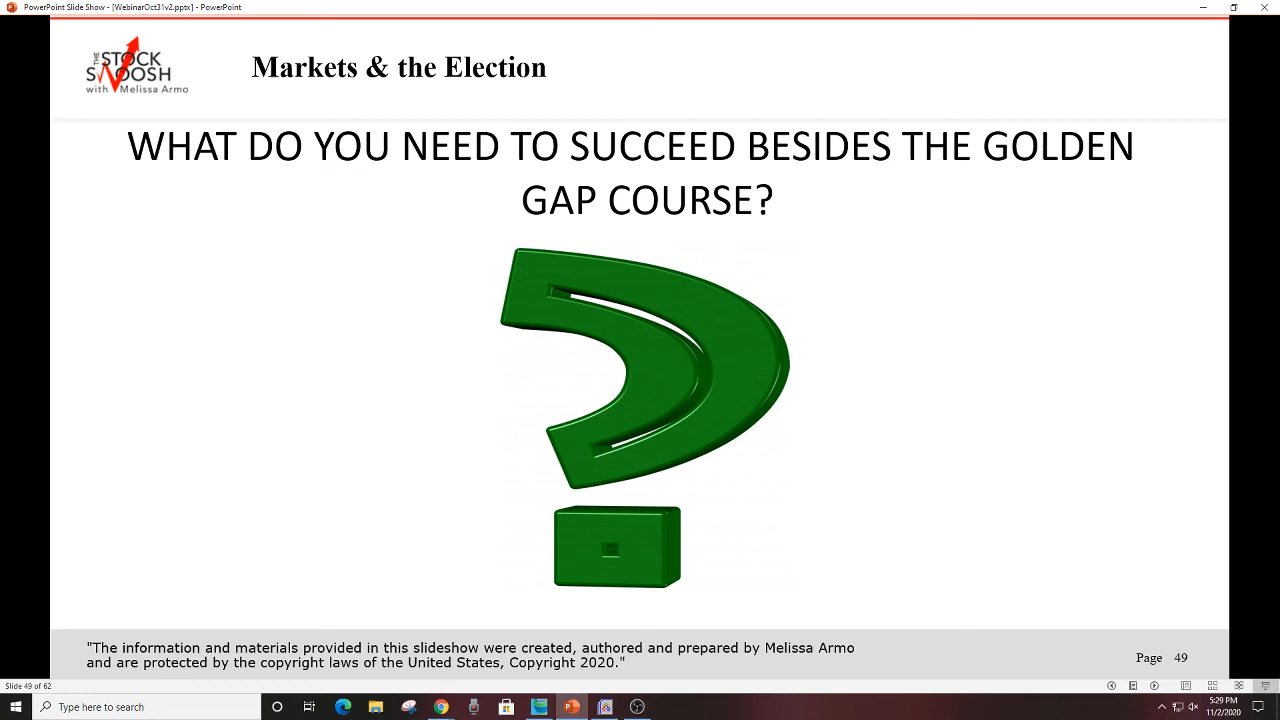 PowerPoint Slide Show - [WebinarOct31v2.pptx] - PowerPoint
THE
STOCK
SWOOSH
with Melissa Armo
Markets & the Election
WHAT DO YOU NEED TO SUCCEED BESIDES THE GOLDEN
GAP COURSE?
?
"The information and materials provided in this slideshow were created, authored and prepared by Melissa Armo
and are protected by the copyright laws of the United States, Copyright 2020."
Page 49
Slide 49 of 62
Type here to search
5:29 PM
11/2/2020